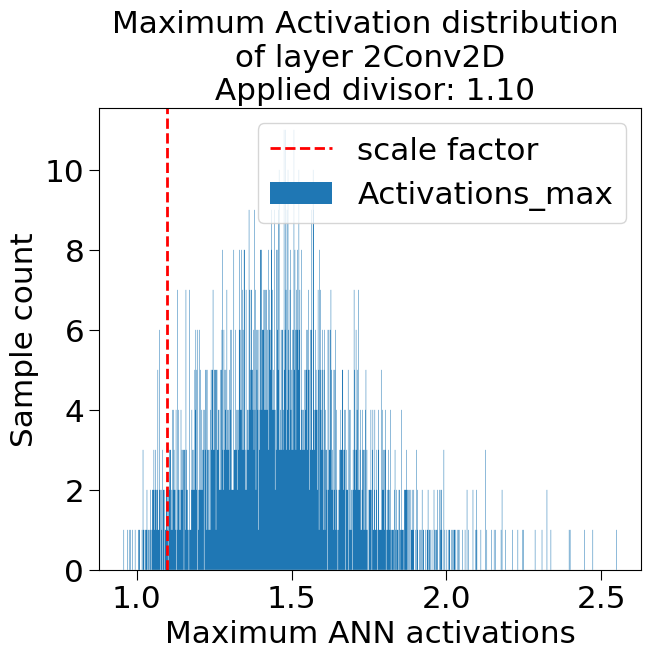 Maximum Activation distribution
of layer 2Conv2D
Applied divisor: 1.10
scale factor
Activations_max
Sample count
10
8
6
4
2
0
1.0 1.5 2.0 2.5
Maximum ANN activations